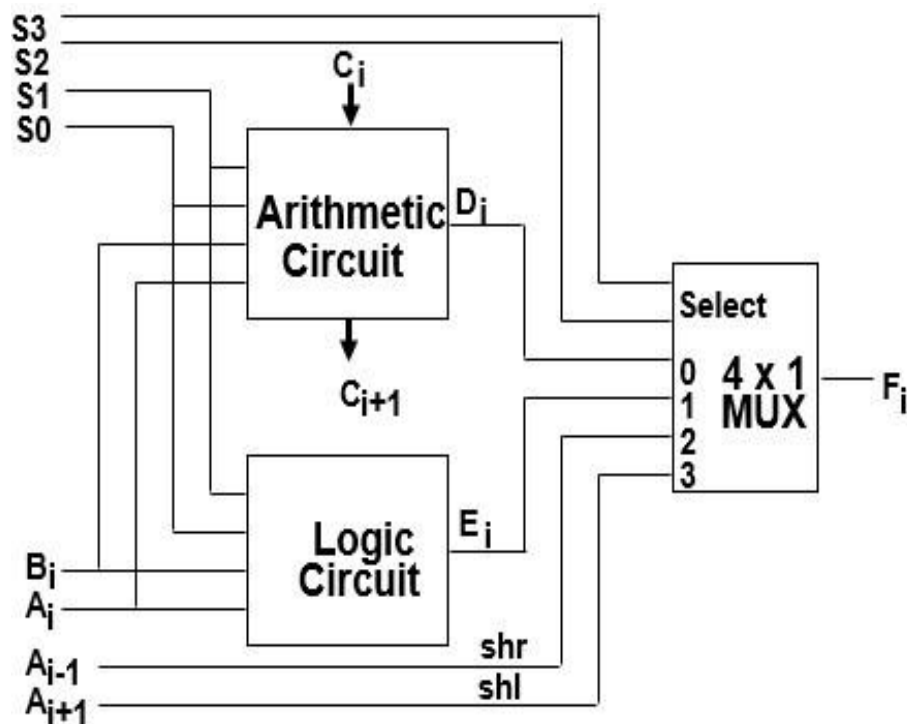 S3
S2
S1
S0
Ci
Arithmetic
Circuit
Di
Ci+1
Select
0
1
2
3
4 x 1
MUX
Fi
Logic
Circuit
Ei
Bi
Ai
Ai-1
shr
Ai+1
shl